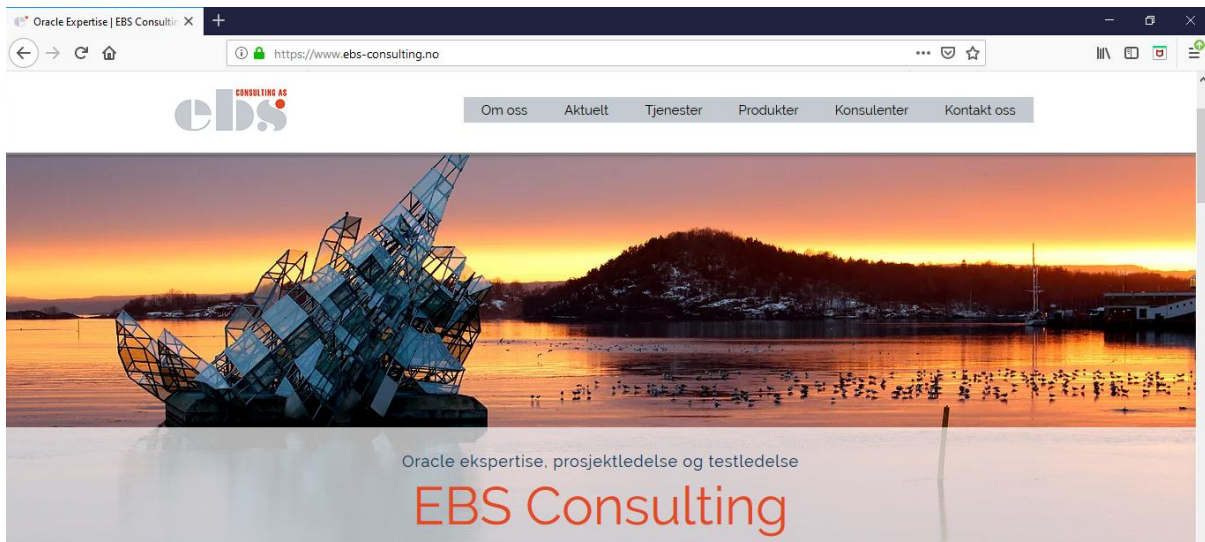 Oracle Expertise | EBS Consultin
https://www.ebs-consulting.no
ebs CONSULTING AS
Om oss Aktuelt Tjenester Produkter Konsulenter Kontakt oss
Oracle ekspertise, prosjektledelse og testledelse
EBS Consulting